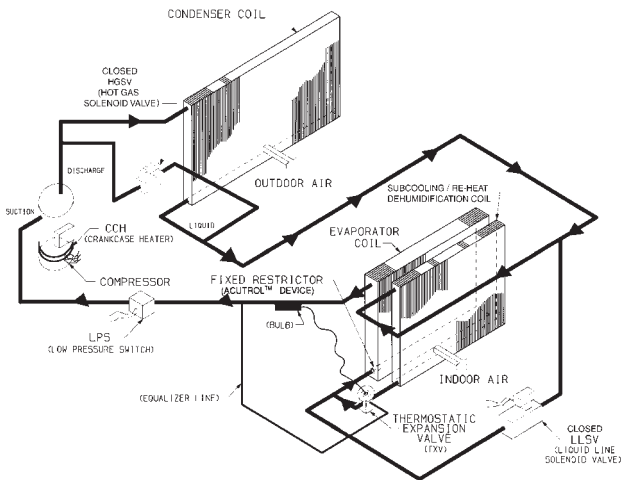 CONDENSER COIL
CLOSED
HGSV
(HOT GAS
SOLENOID VALVE)
DISCHARGE
OUTDOOR AIR
SUBCOOLING / RE-HEAT
DEHUMIDIFICATION COIL
SUCTION
LIQUID
EVAPORATOR
COIL
CCH
(CRANKCASE HEATER)
COMPRESSOR
FIXED RESTRICTOR
(ACUTROL™ DEVICE)
(BULB)
LPS
(LOW PRESSURE SWITCH)
INDOOR AIR
(EQUALIZER LINE)
THERMOSTATIC
EXPANSION
VALVE
(TXV)
CLOSED
LLSV
(LIQUID LINE
SOLENOID VALVE)